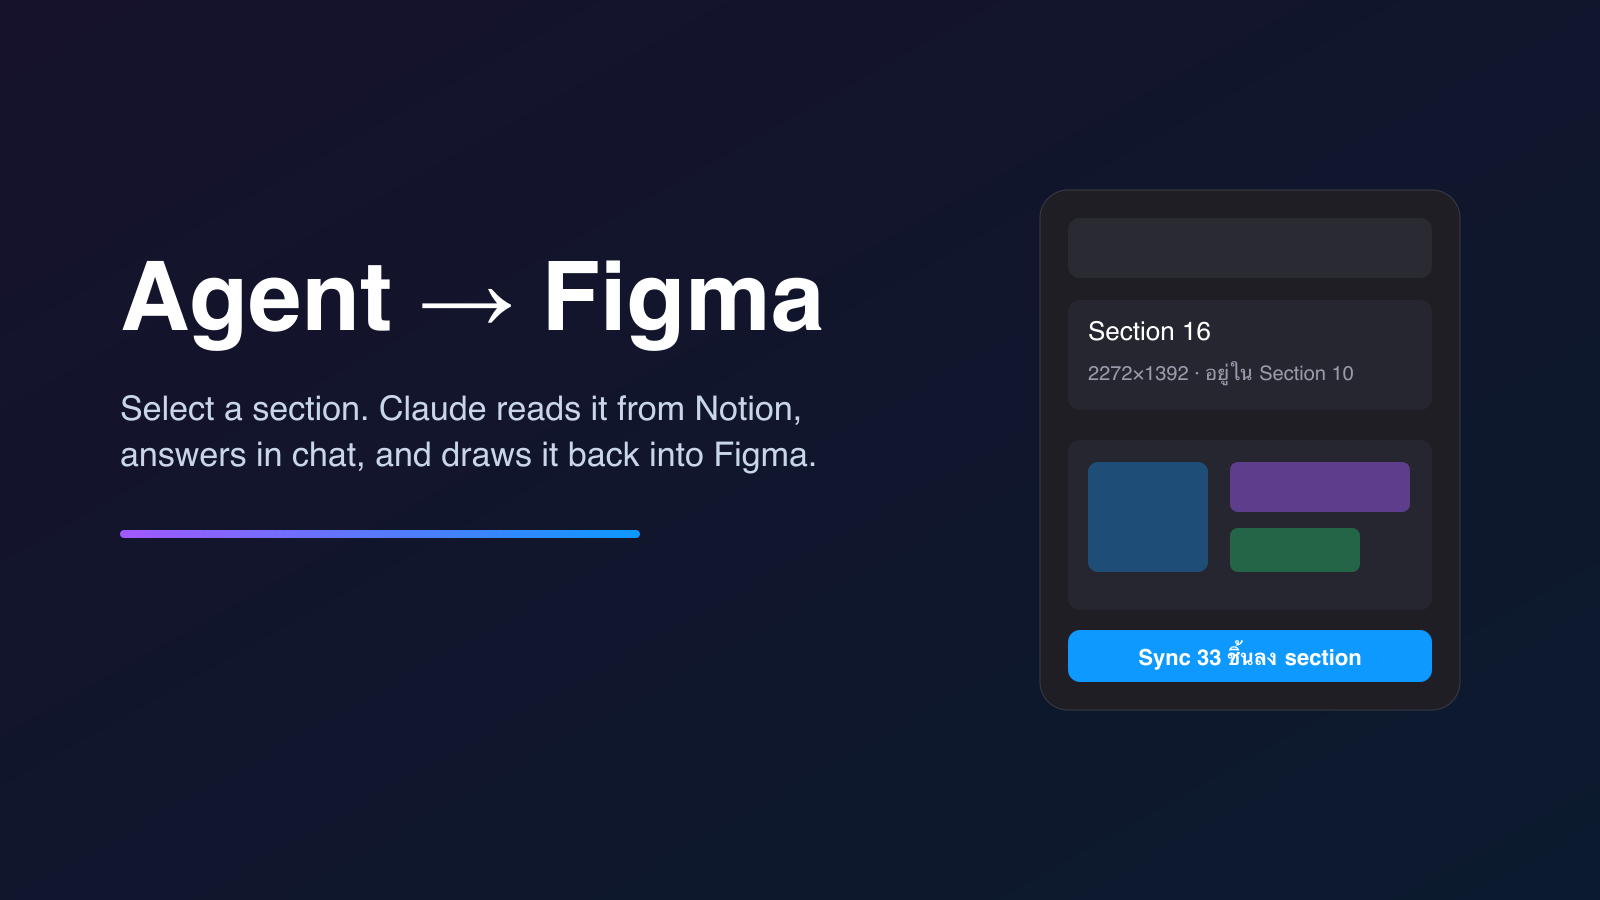 Agent → Figma
Select a section. Claude reads it from Notion,
answers in chat, and draws it back into Figma.
Section 16
2272×1392 · อยู่ใน Section 10
Sync 33 ชิ้นลง section